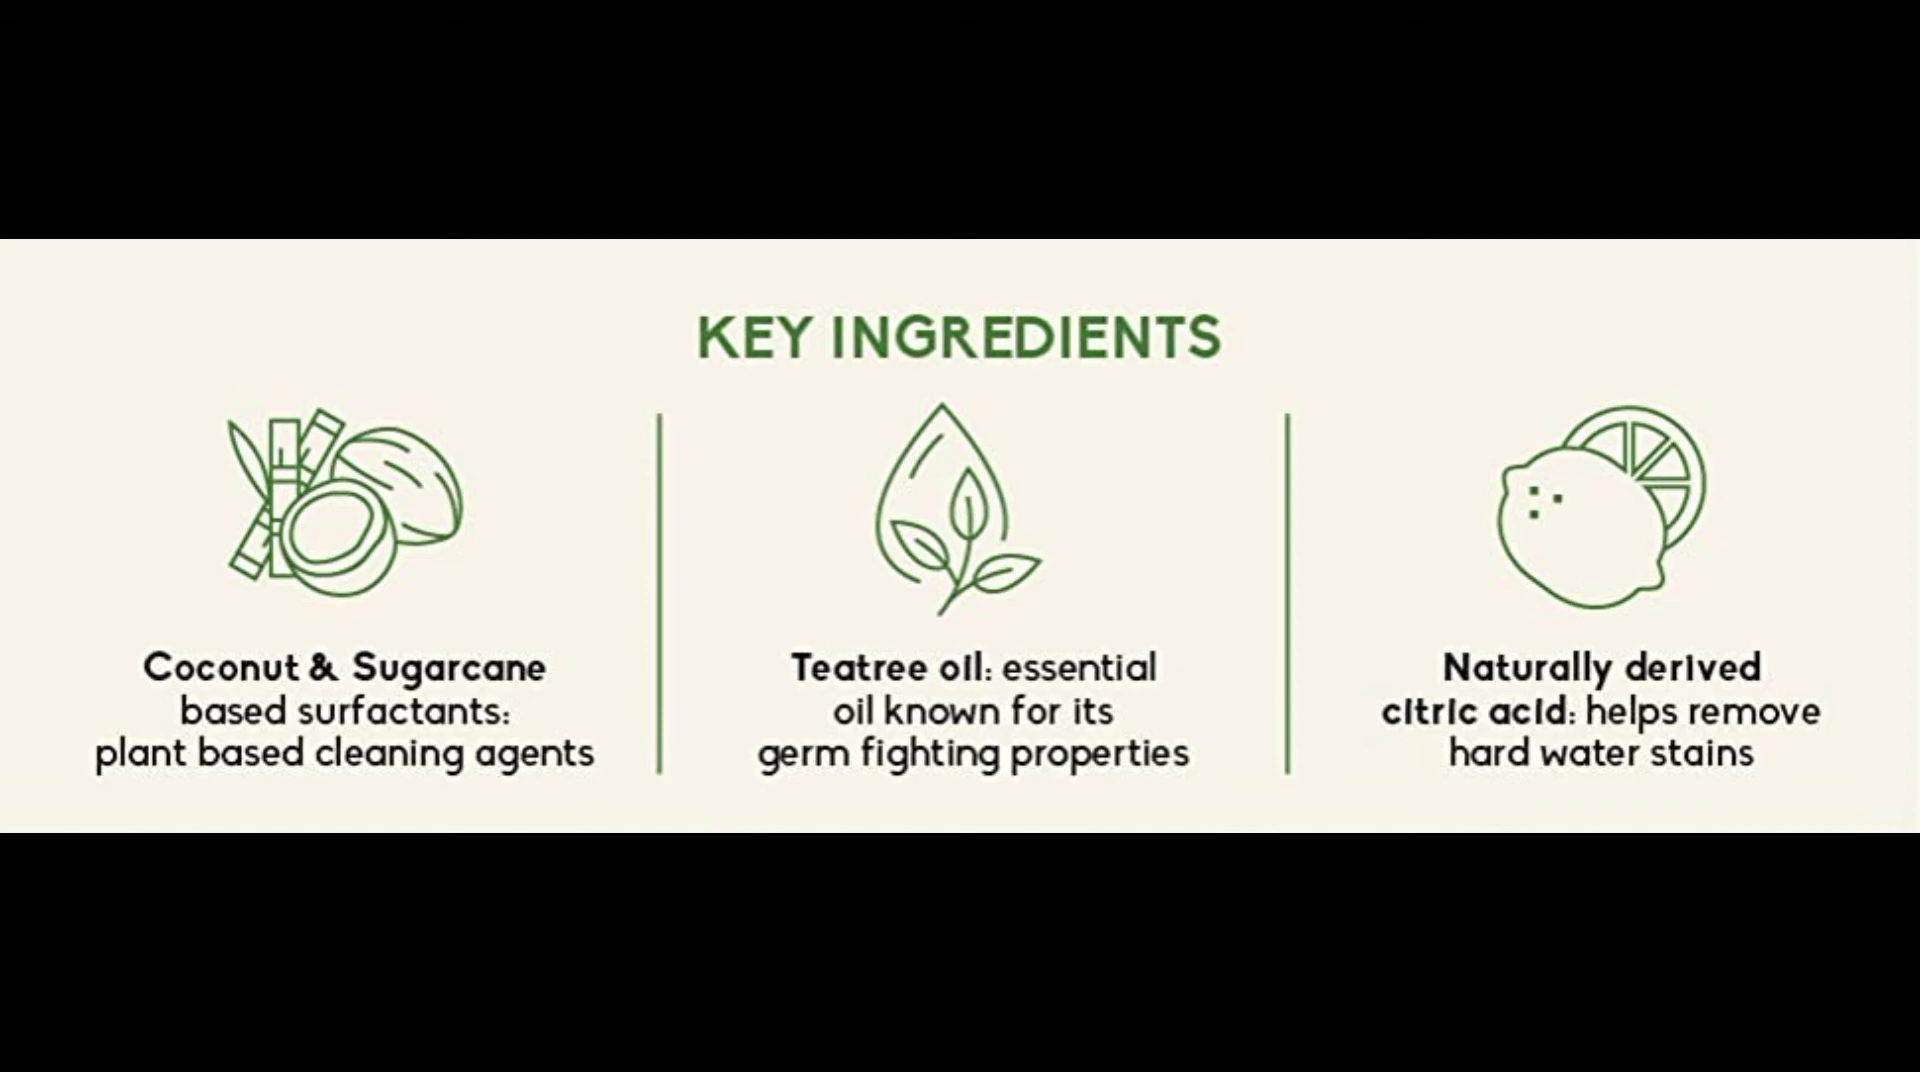 KEY INGREDIENTS
Coconut & Sugarcane
based surfactants:
plant based cleaning agents
Teatree oil: essential
oil known for its
germ fighting properties
Naturally derived
citric acid: helps remove
hard water stains